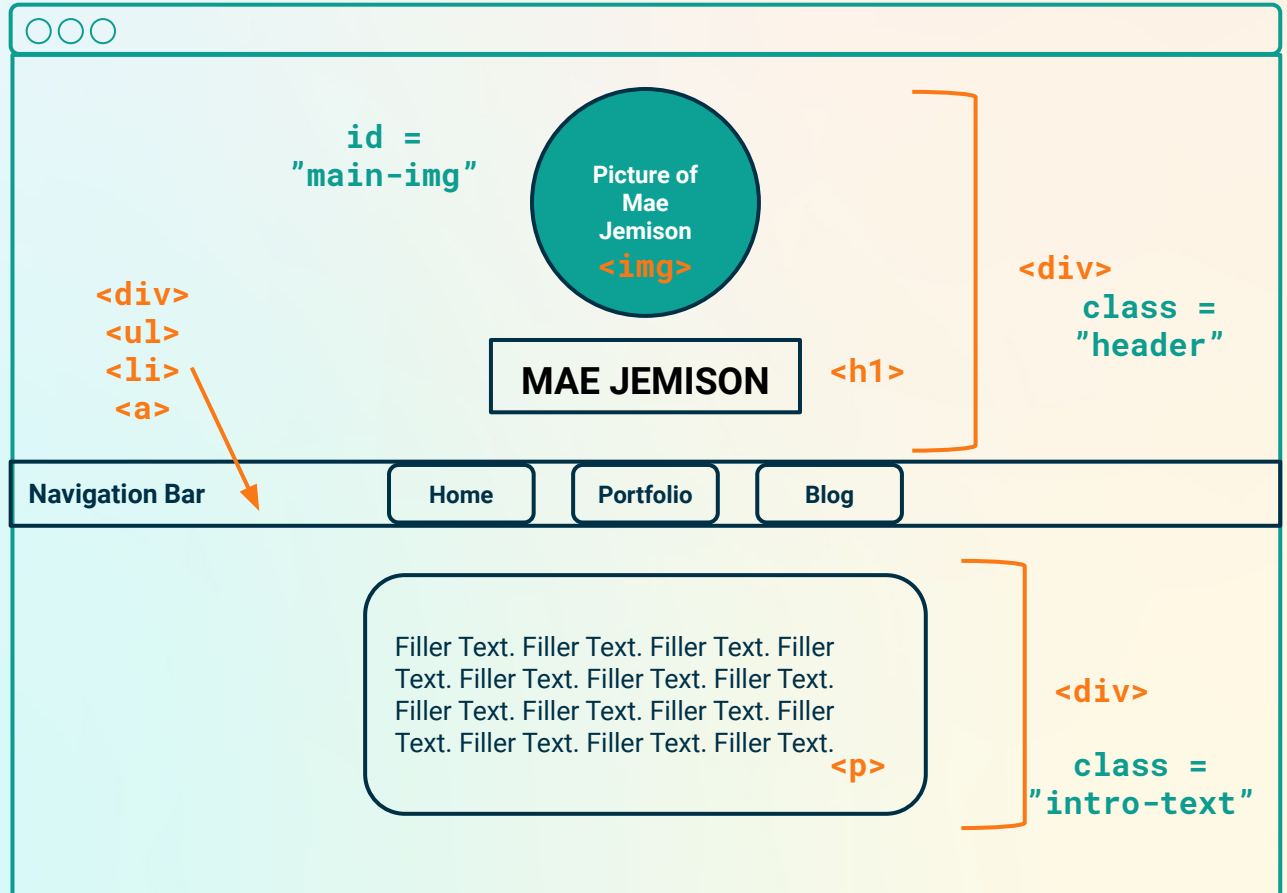 id =
”main-img”
Picture of
Mae
Jemison
<img>
MAE JEMISON
<h1>
<div>
class =
”header”
<div>
<ul>
<li>
<a>
Navigation Bar
Home
Portfolio
Blog
Filler Text. Filler Text. Filler Text. Filler
Text. Filler Text. Filler Text. Filler Text.
Filler Text. Filler Text. Filler Text. Filler
Text. Filler Text. Filler Text. Filler Text.
<p>
<div>
class =
”intro-text”